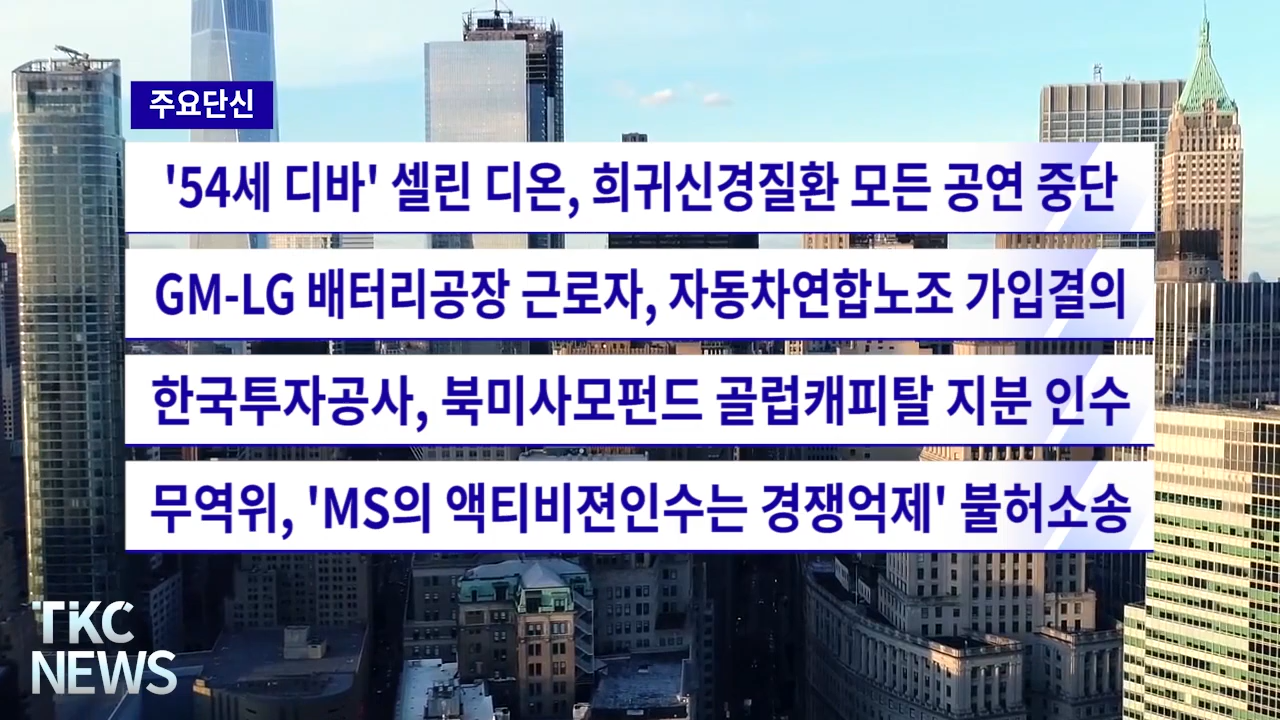 주요단신
'54세 디바' 셀린 디온, 희귀신경질환 모든 공연 중단
GM-LG 배터리공장 근로자, 자동차연합노조 가입결의
한국투자공사, 북미사모펀드 골럽캐피탈 지분 인수
무역위, 'MS의 액티비젼인수는 경쟁억제' 불허소송
TKC
NEWS